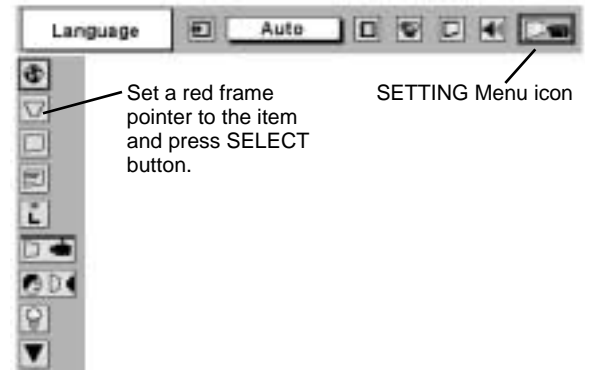 Language
Auto
Set a red frame
pointer to the item
and press SELECT
button.
SETTING Menu icon